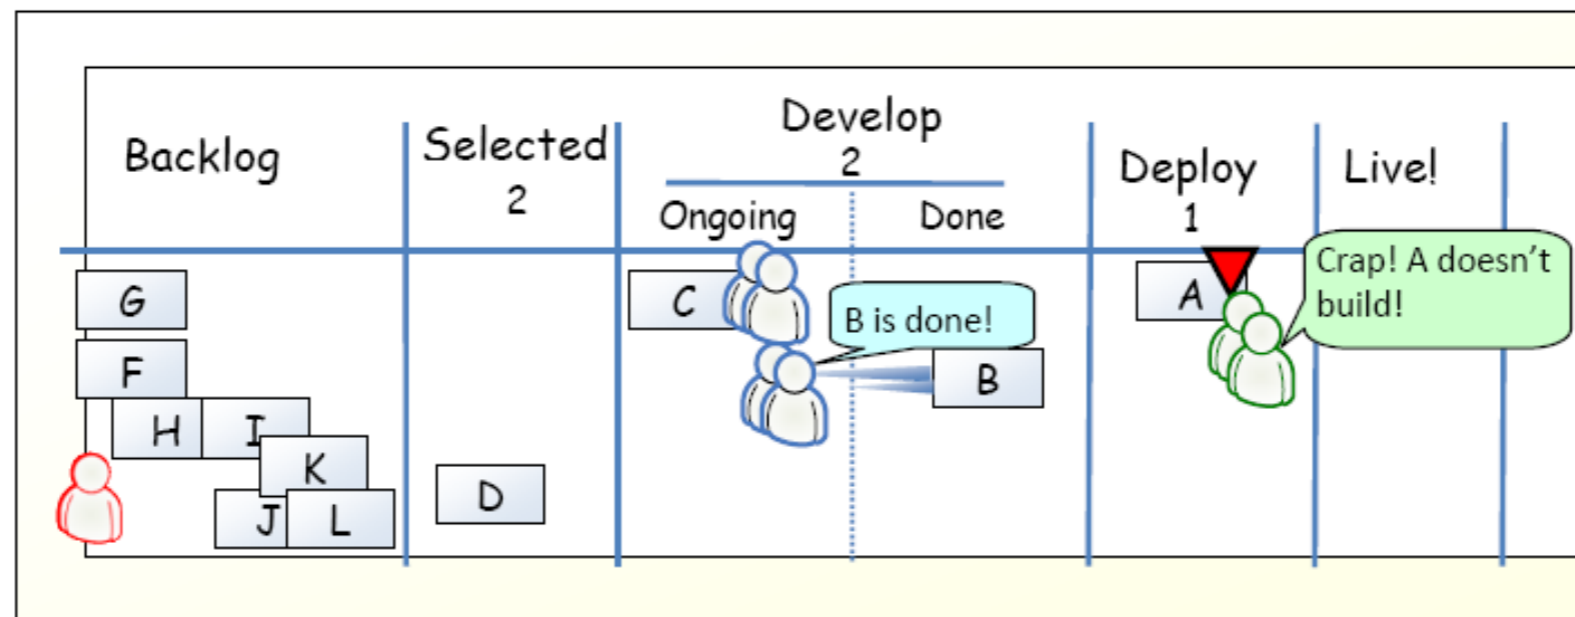 Backlog
Selected
2
Develop
2
Ongoing
Done
Deploy
1
Live!
G
F
H
I
K
J
L
D
C
B is done!
B
A
Crap! A doesn't
build!